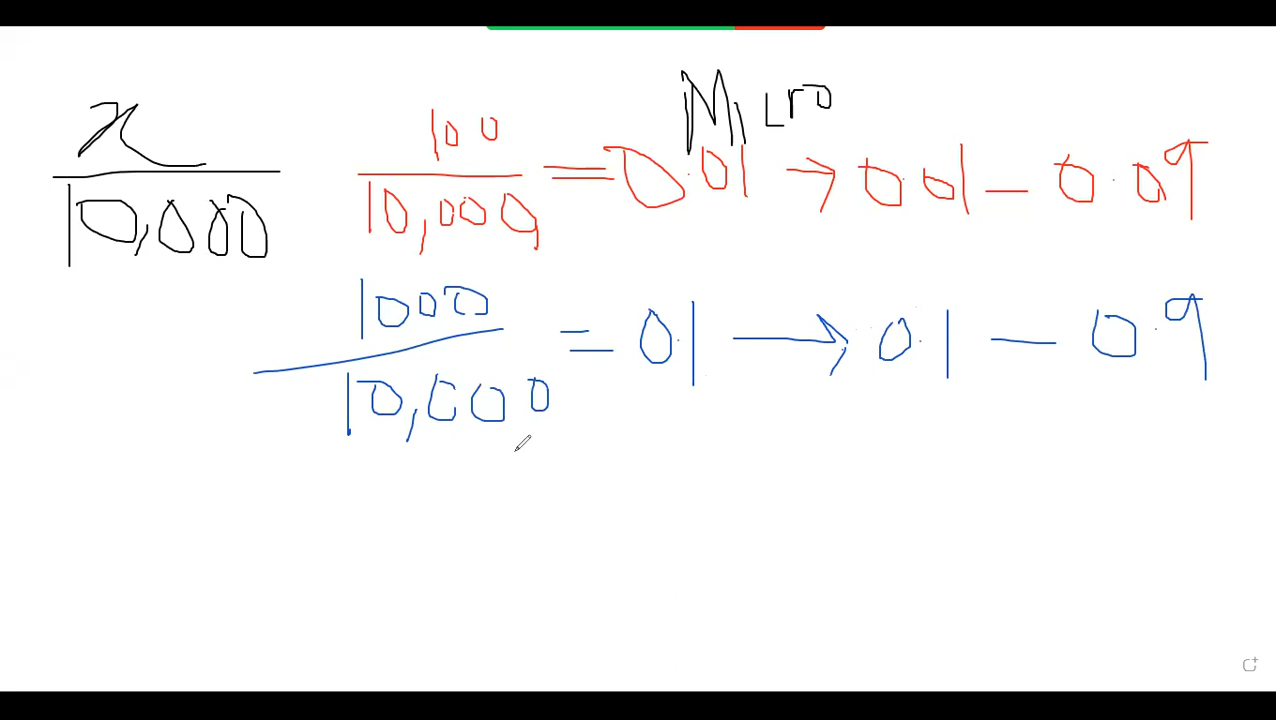 Micro
x/10,000 100/10,000 = 0.01 → 0.01 – 0.09
1000/10,000 = 0.1 → 0.1 – 0.9